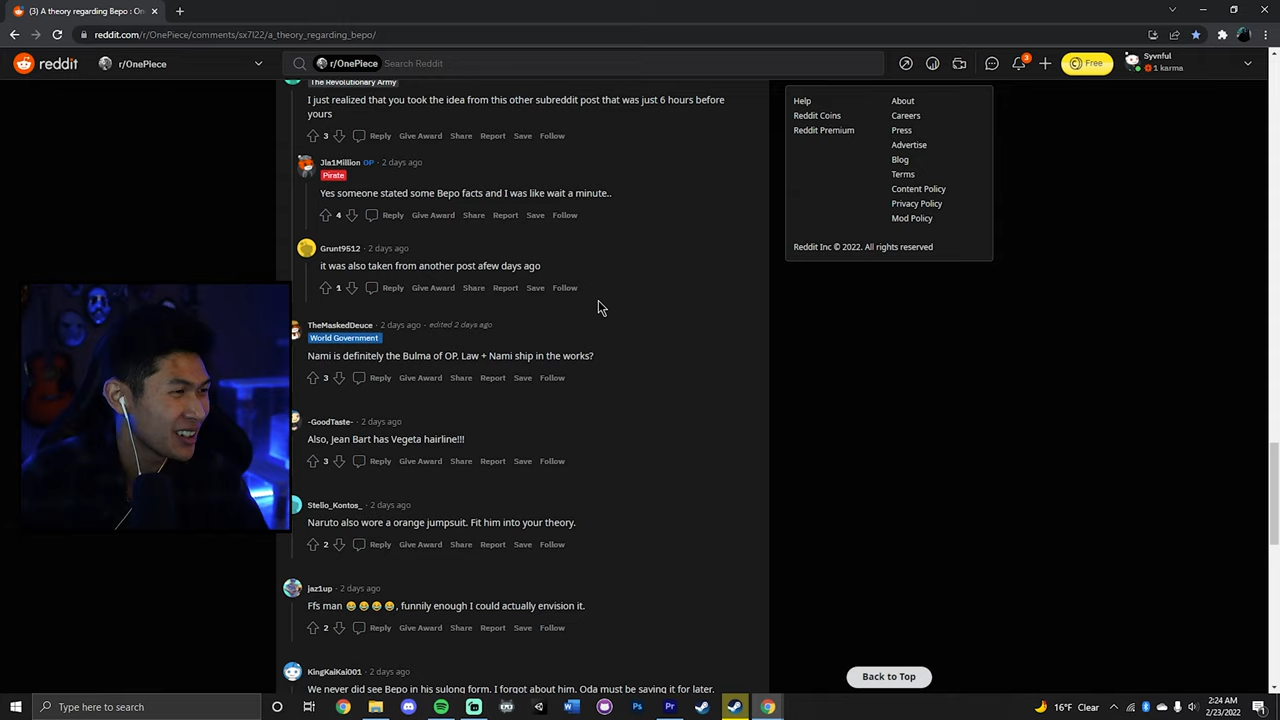 (3) A theory regarding Bepo : On
reddit.com/r/OnePiece/comments/sx7l22/a_theory_regarding_bepo/
reddit
r/OnePiece
r/OnePiece Search Reddit
3
Free
Syvnful
1 karma
The Revolutionary Army
I just realized that you took the idea from this other subreddit post that was just 6 hours before
yours
3 Reply Give Award Share Report Save Follow
Jla1Million OP · 2 days ago
Pirate
Yes someone stated some Bepo facts and I was like wait a minute..
4 Reply Give Award Share Report Save Follow
Grunt9512 · 2 days ago
it was also taken from another post afew days ago
1 Reply Give Award Share Report Save Follow
TheMaskedDeuce · 2 days ago · edited 2 days ago
World Government
Nami is definitely the Bulma of OP. Law + Nami ship in the works?
3 Reply Give Award Share Report Save Follow
-GoodTaste- · 2 days ago
Also, Jean Bart has Vegeta hairline!!!
3 Reply Give Award Share Report Save Follow
Stelio_Kontos_ · 2 days ago
Naruto also wore a orange jumpsuit. Fit him into your theory.
2 Reply Give Award Share Report Save Follow
jaz1up · 2 days ago
Ffs man 😂😂😂😂, funnily enough I could actually envision it.
2 Reply Give Award Share Report Save Follow
KingKaiKai001 · 2 days ago
We never did see Bepo in his sulong form. I forgot about him. Oda must be saving it for later.
Help About
Reddit Coins Careers
Reddit Premium Press
Advertise
Blog
Terms
Content Policy
Privacy Policy
Mod Policy
Reddit Inc © 2022. All rights reserved
Back to Top
Type here to search
16°F Clear
2:24 AM
2/23/2022